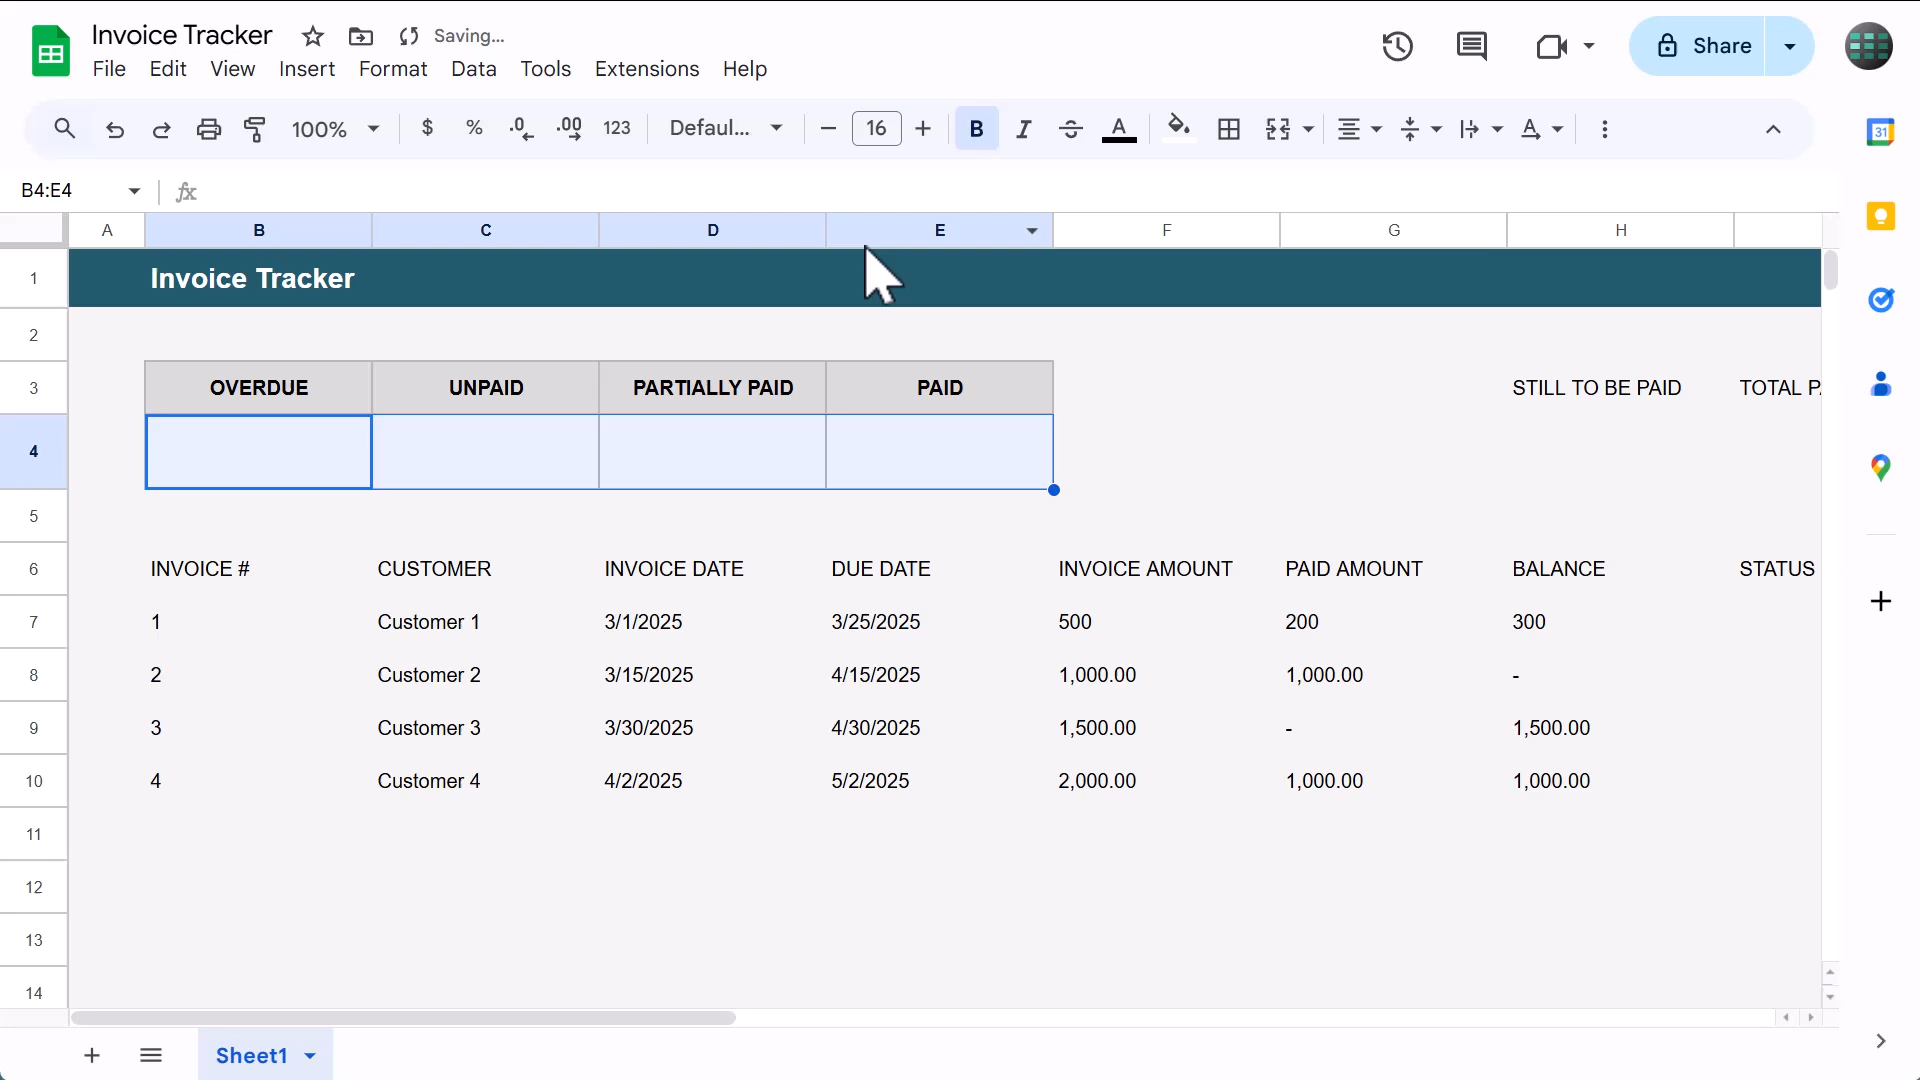 Invoice Tracker Saving...
File Edit View Insert Format Data Tools Extensions Help
Share
100% $ % .0 .00 123 Defaul... 16 B I A A
31
B4:E4 fx
A B C D E F G H
1 Invoice Tracker
2
3 OVERDUE UNPAID PARTIALLY PAID PAID STILL TO BE PAID TOTAL PA
4
5
6 INVOICE # CUSTOMER INVOICE DATE DUE DATE INVOICE AMOUNT PAID AMOUNT BALANCE STATUS
7 1 Customer 1 3/1/2025 3/25/2025 500 200 300
8 2 Customer 2 3/15/2025 4/15/2025 1,000.00 1,000.00 -
9 3 Customer 3 3/30/2025 4/30/2025 1,500.00 - 1,500.00
10 4 Customer 4 4/2/2025 5/2/2025 2,000.00 1,000.00 1,000.00
11
12
13
14
Sheet1